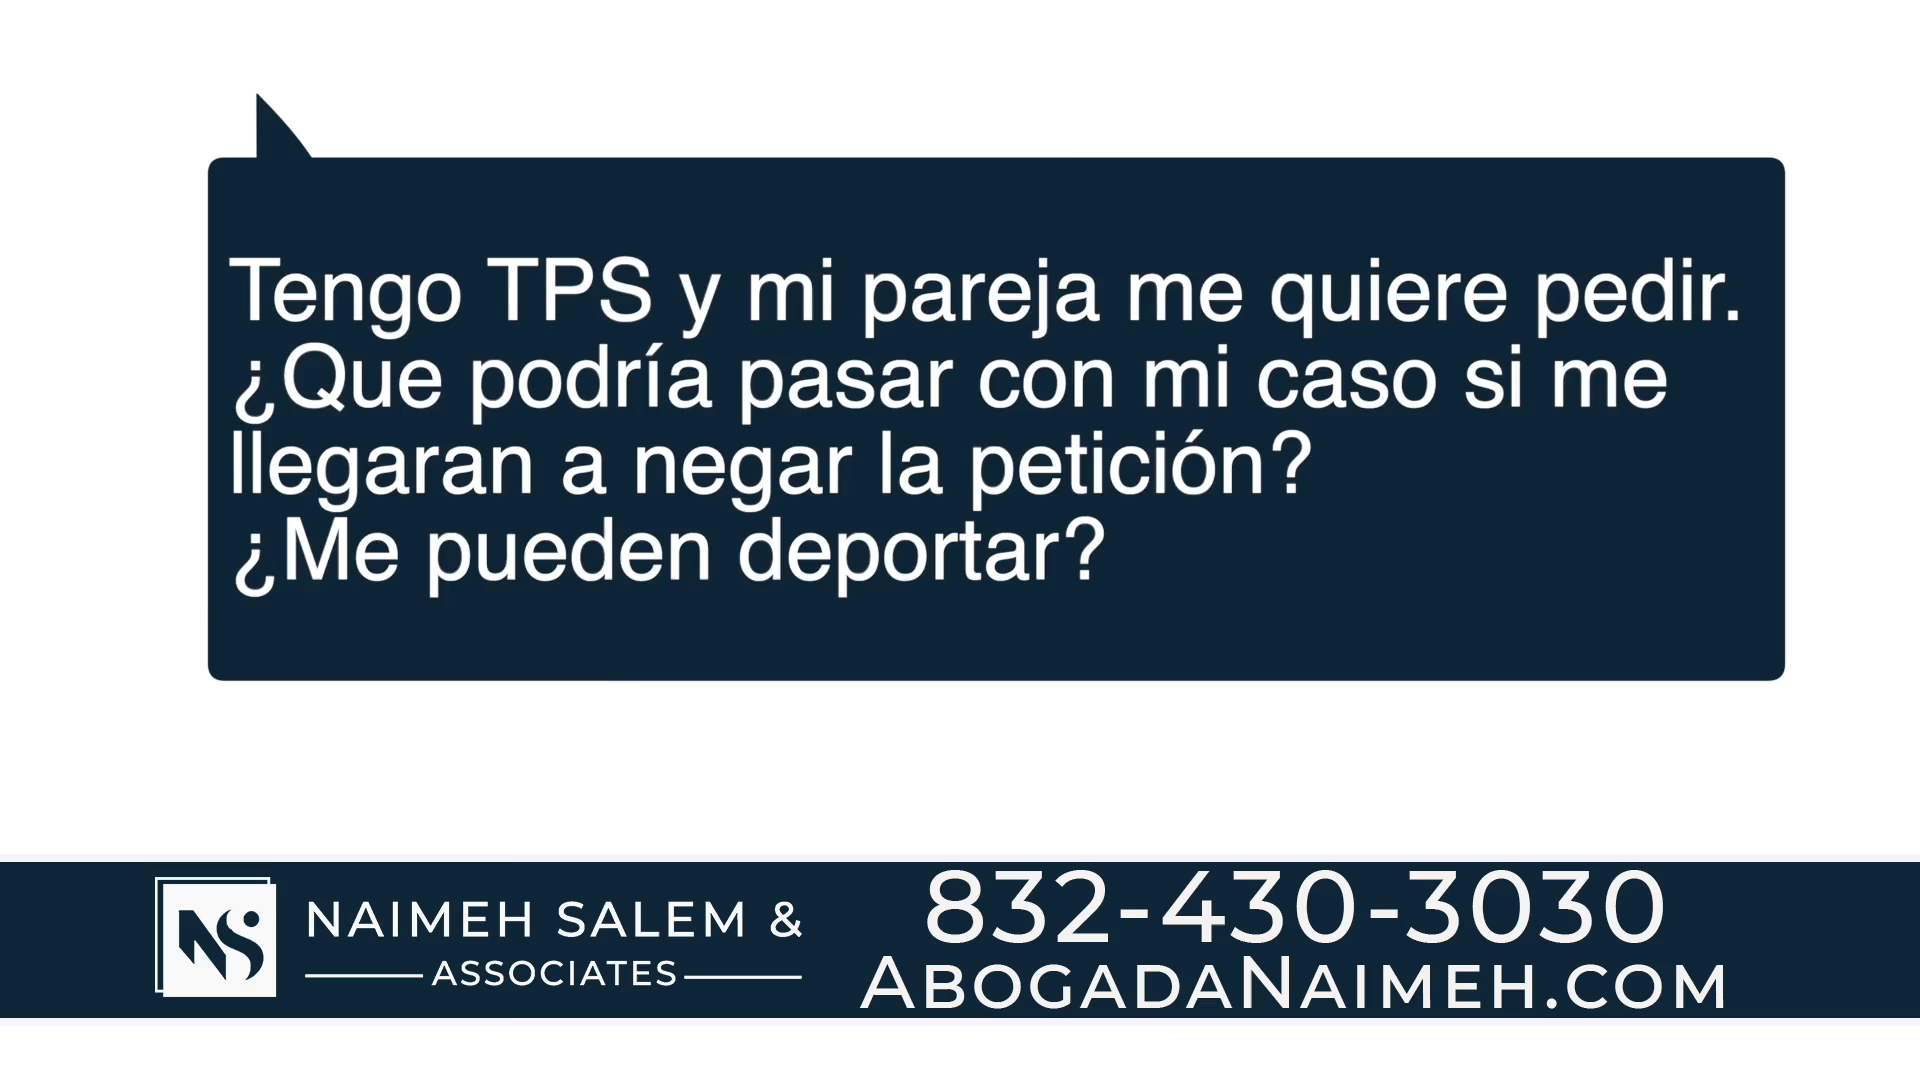 Tengo TPS y mi pareja me quiere pedir.
¿Que podría pasar con mi caso si me
llegaran a negar la petición?
¿Me pueden deportar?
NS
NAIMEH SALEM &
ASSOCIATES
832-430-3030
ABOGADANAIMEH.COM